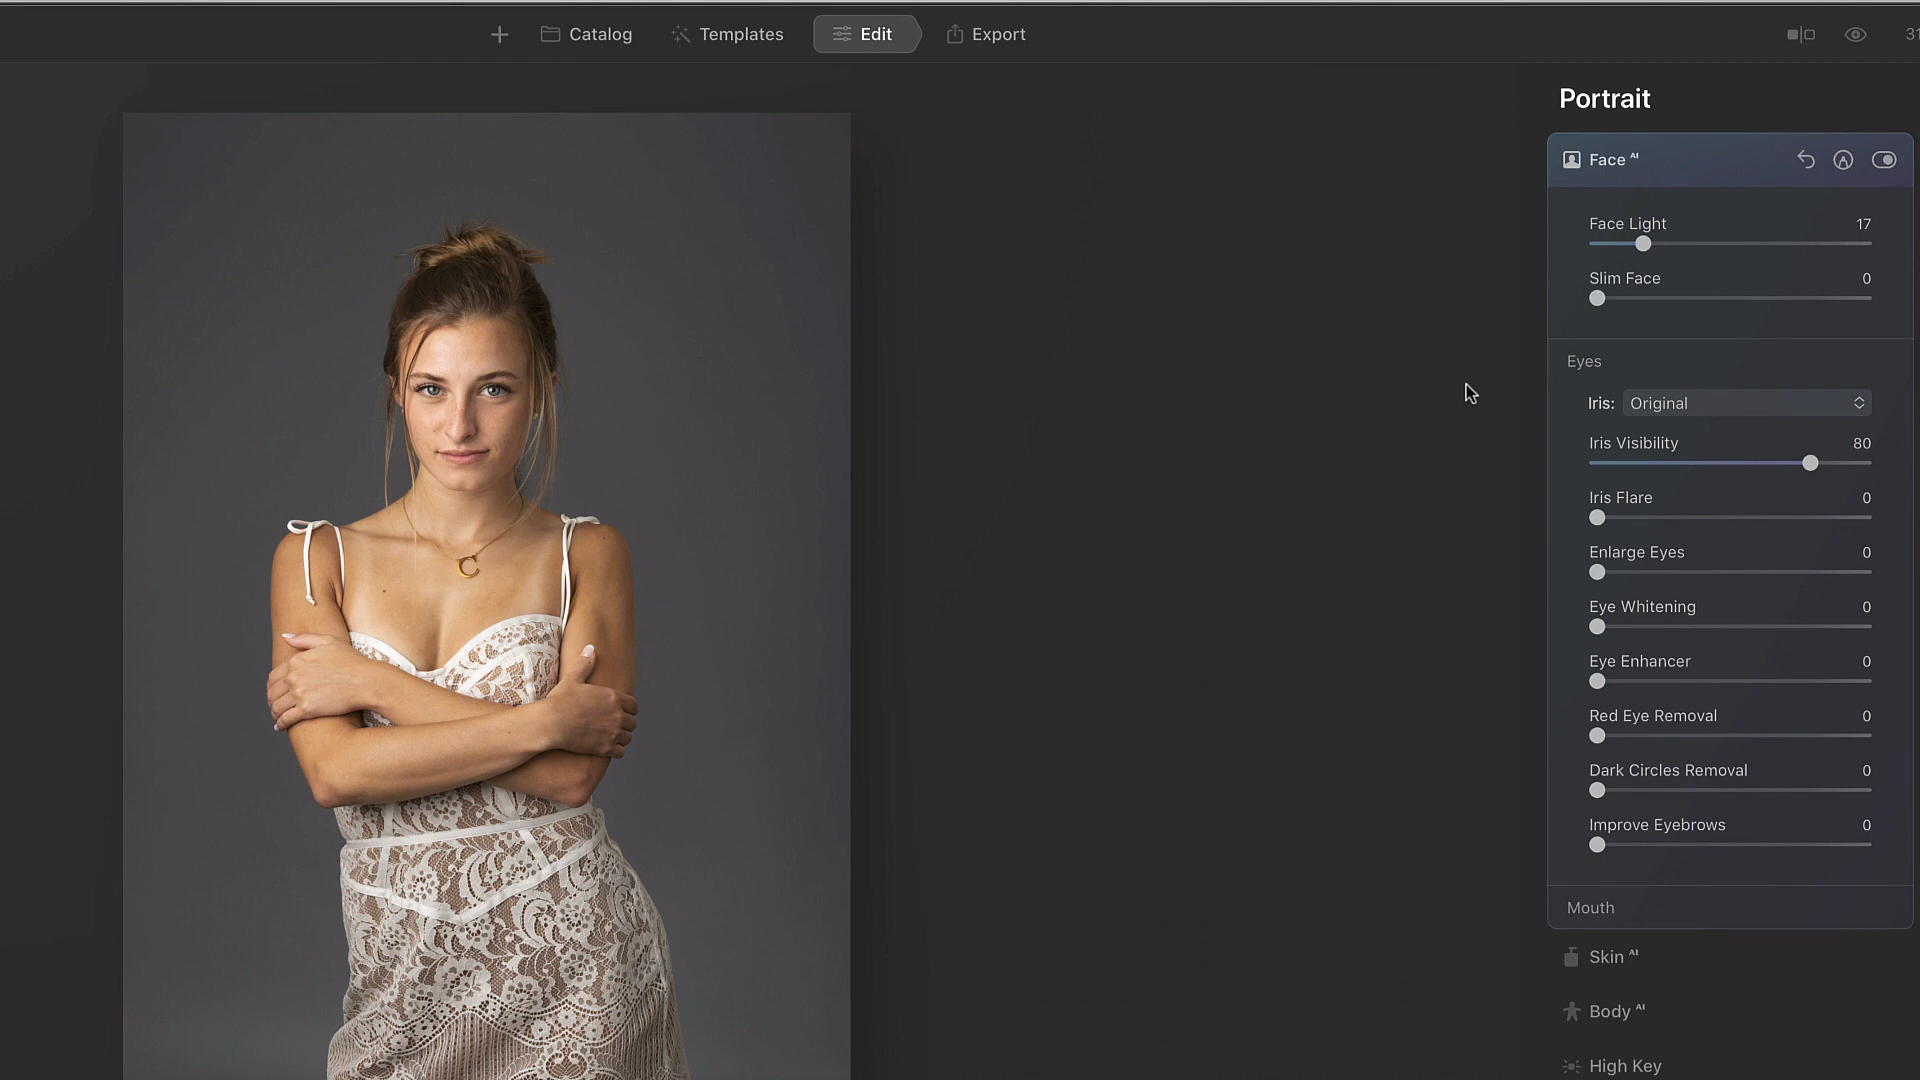 Catalog
Templates
Edit
Export
31
Portrait
Face AI
Face Light 17
Slim Face 0
Eyes
Iris: Original
Iris Visibility 80
Iris Flare 0
Enlarge Eyes 0
Eye Whitening 0
Eye Enhancer 0
Red Eye Removal 0
Dark Circles Removal 0
Improve Eyebrows 0
Mouth
Skin AI
Body AI
High Key
C